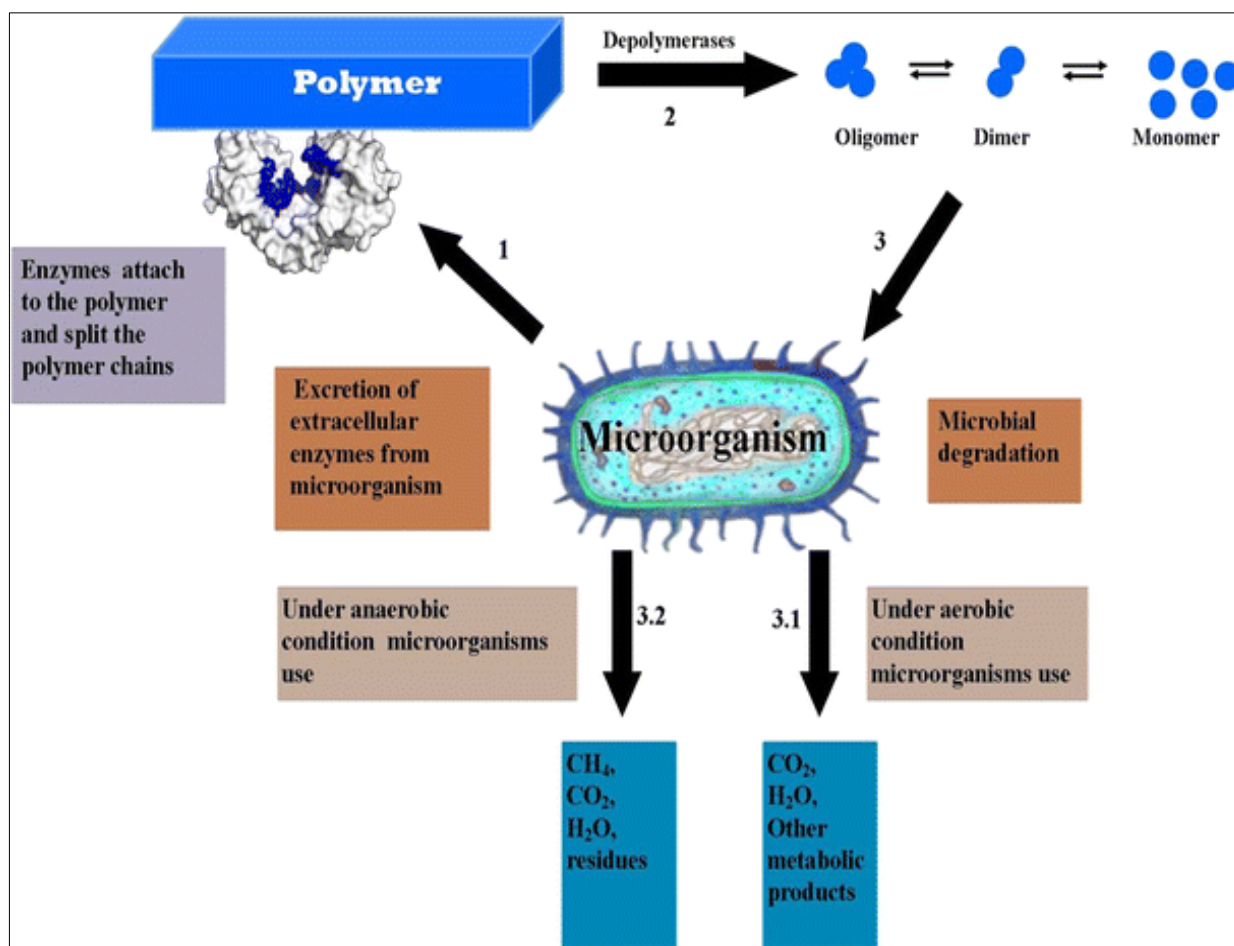 Polymer
Depolymerases
2
Oligomer
Dimer
Monomer
1
3
Enzymes attach
to the polymer
and split the
polymer chains
Excretion of
extracellular
enzymes from
microorganism
Microorganism
Microbial
degradation
Under anaerobic
condition microorganisms
use
3.2
3.1
Under aerobic
condition
microorganisms use
CH₄,
CO₂,
H₂O,
residues
CO₂,
H₂O,
Other
metabolic
products